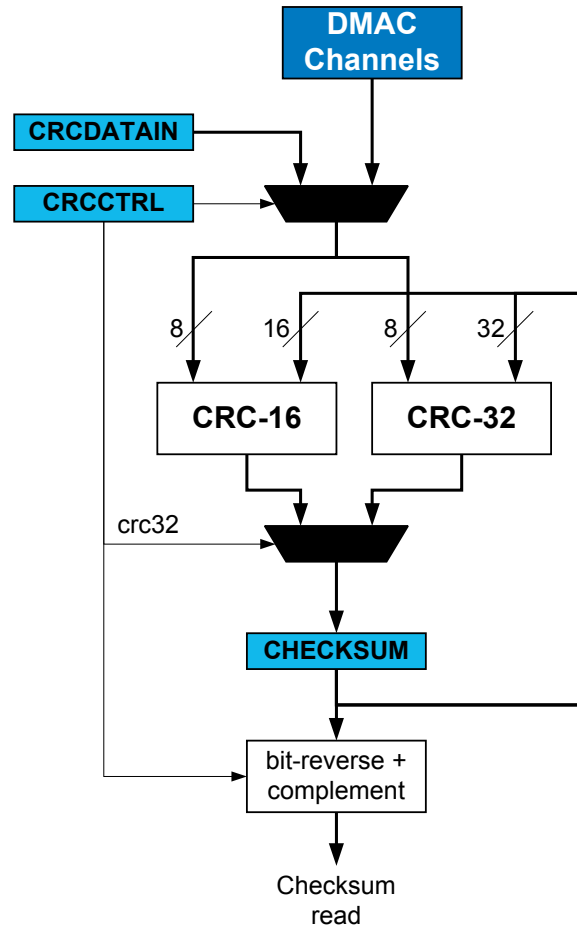 DMAC
Channels
CRCDATAIN
CRCCTRL
8
16
8
32
CRC-16
CRC-32
crc32
CHECKSUM
bit-reverse +
complement
Checksum
read